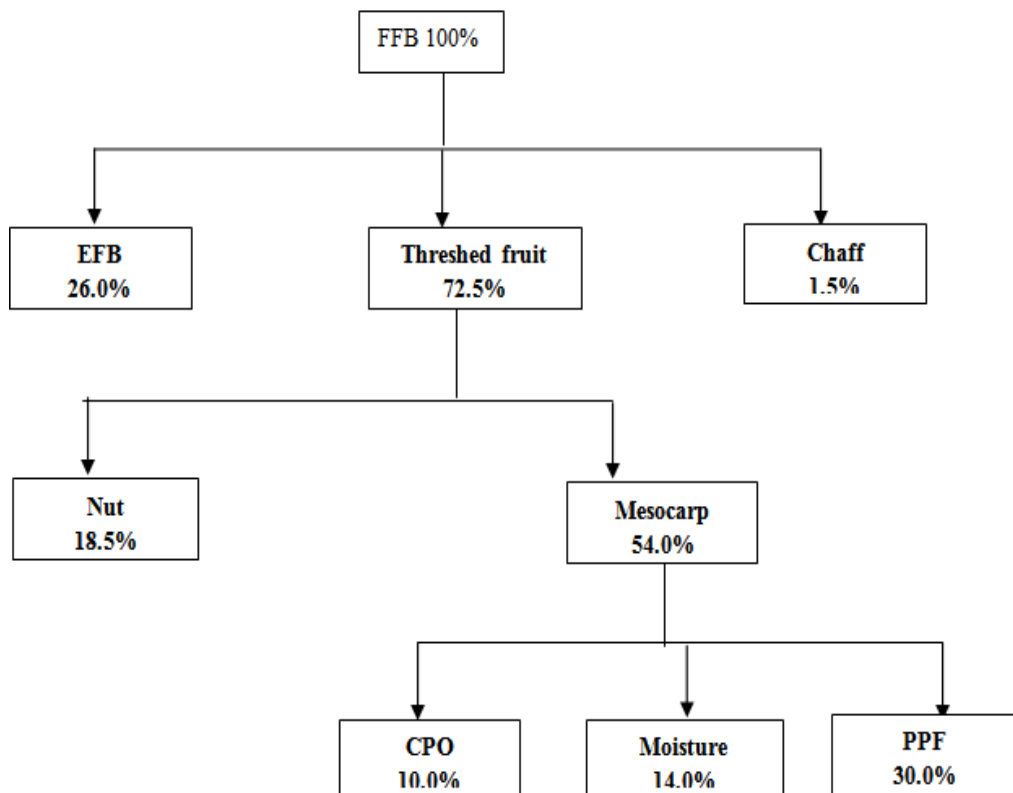 FFB 100%
EFB
26.0%
Threshed fruit
72.5%
Chaff
1.5%
Nut
18.5%
Mesocarp
54.0%
CPO
10.0%
Moisture
14.0%
PPF
30.0%